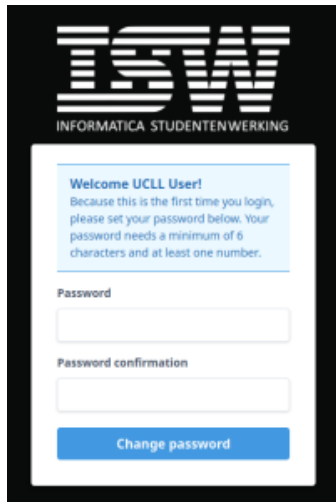 ISW
INFORMATICA STUDENTENWERKING
Welcome UCLL User!
Because this is the first time you login,
please set your password below. Your
password needs a minimum of 6
characters and at least one number.
Password
Password confirmation
Change password